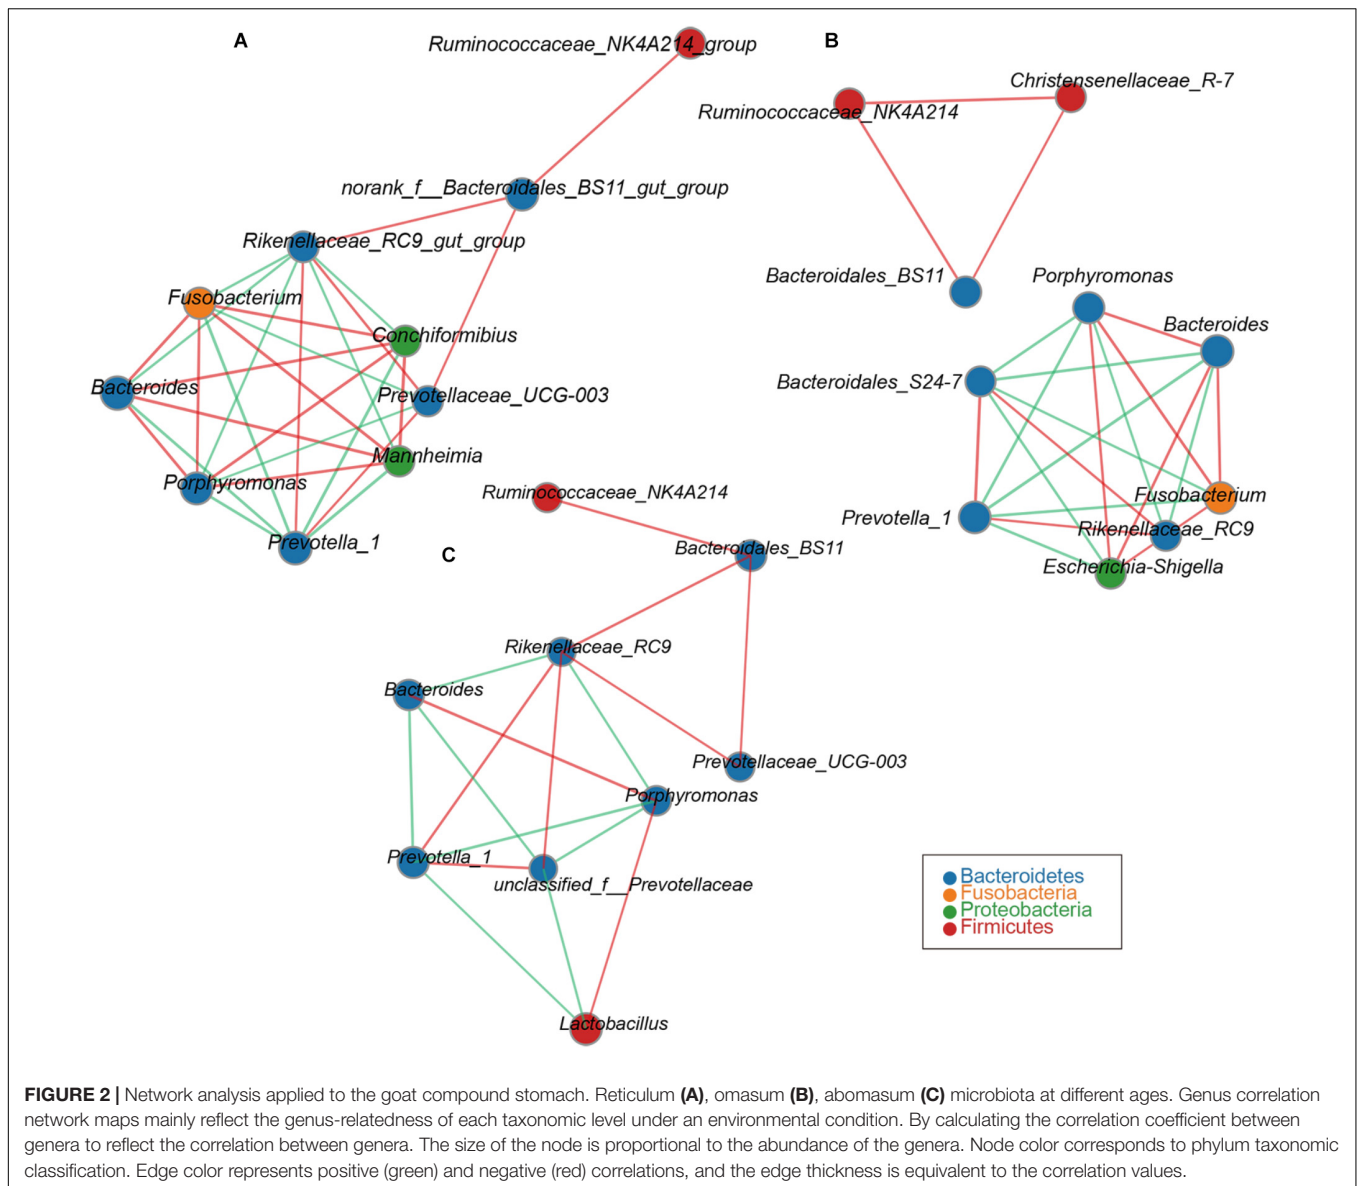 A
Ruminococcaceae_NK4A214_group
norank_f__Bacteroidales_BS11_gut_group
Rikenellaceae_RC9_gut_group
Fusobacterium
Conchiformibius
Bacteroides
Prevotellaceae_UCG-003
Mannheimia
Porphyromonas
Prevotella_1
B
Christensenellaceae_R-7
Ruminococcaceae_NK4A214
Bacteroidales_BS11
Porphyromonas
Bacteroides
Bacteroidales_S24-7
Fusobacterium
Prevotella_1
Rikenellaceae_RC9
Escherichia-Shigella
C
Ruminococcaceae_NK4A214
Bacteroidales_BS11
Rikenellaceae_RC9
Bacteroides
Prevotellaceae_UCG-003
Porphyromonas
Prevotella_1
unclassified_f__Prevotellaceae
Lactobacillus
Bacteroidetes
Fusobacteria
Proteobacteria
Firmicutes
FIGURE 2 | Network analysis applied to the goat compound stomach. Reticulum (A), omasum (B), abomasum (C) microbiota at different ages. Genus correlation
network maps mainly reflect the genus-relatedness of each taxonomic level under an environmental condition. By calculating the correlation coefficient between
genera to reflect the correlation between genera. The size of the node is proportional to the abundance of the genera. Node color corresponds to phylum taxonomic
classification. Edge color represents positive (green) and negative (red) correlations, and the edge thickness is equivalent to the correlation values.